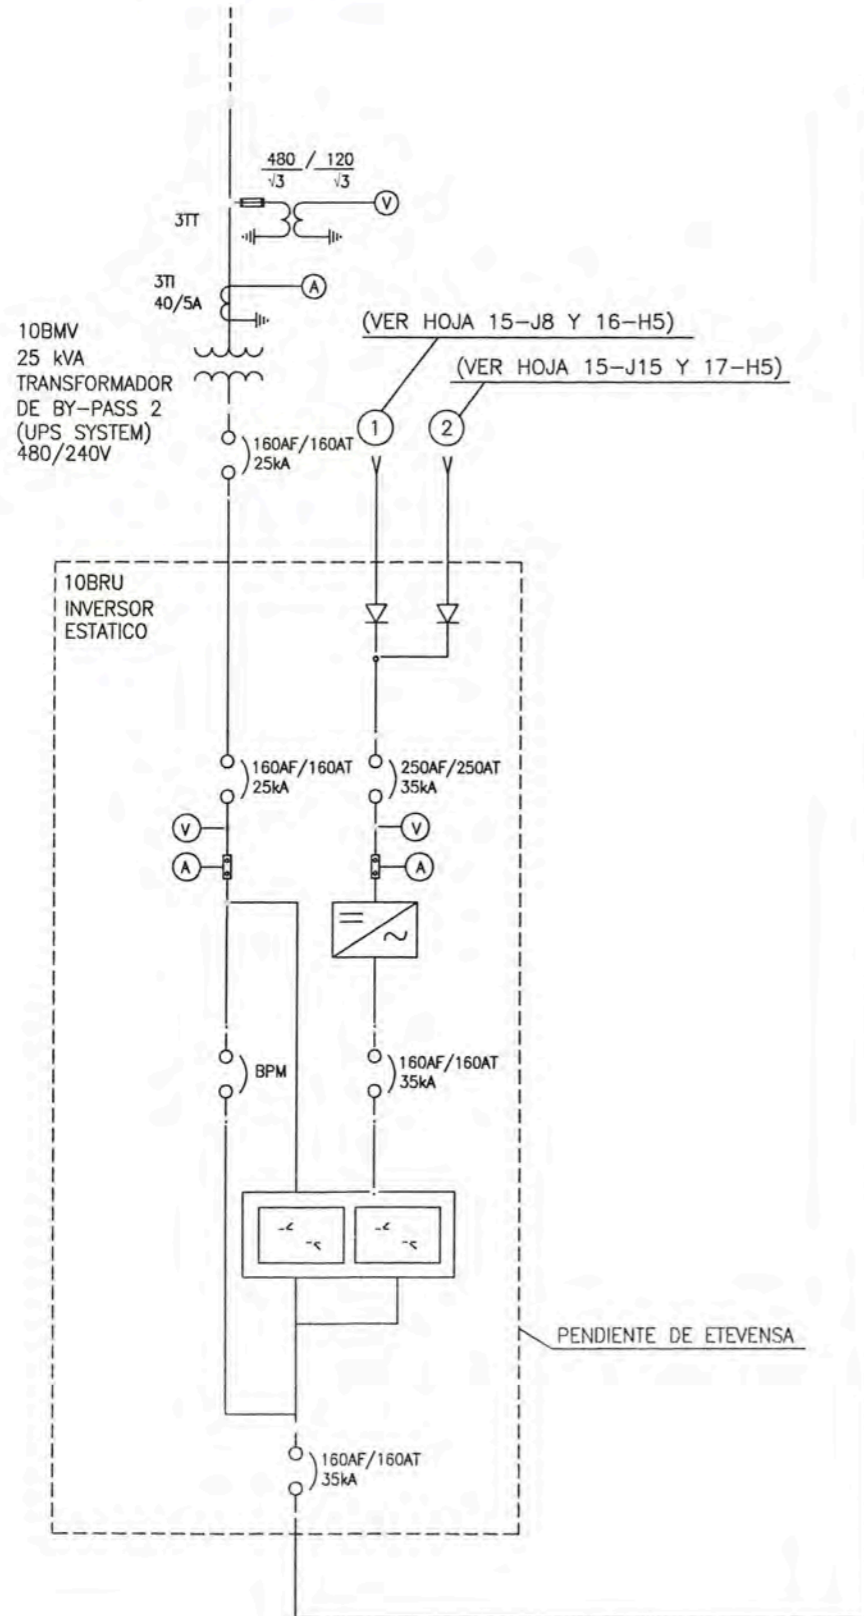 480 / 120
√3 √3
V
3TT
3TI
40/5A
A
(VER HOJA 15-J8 Y 16-H5)
(VER HOJA 15-J15 Y 17-H5)
10BMV
25 kVA
TRANSFORMADOR
DE BY-PASS 2
(UPS SYSTEM)
480/240V
1
2
160AF/160AT
25kA
10BRU
INVERSOR
ESTATICO
160AF/160AT
25kA
250AF/250AT
35kA
V
V
A
A
BPM
160AF/160AT
35kA
PENDIENTE DE ETEVENSA
160AF/160AT
35kA